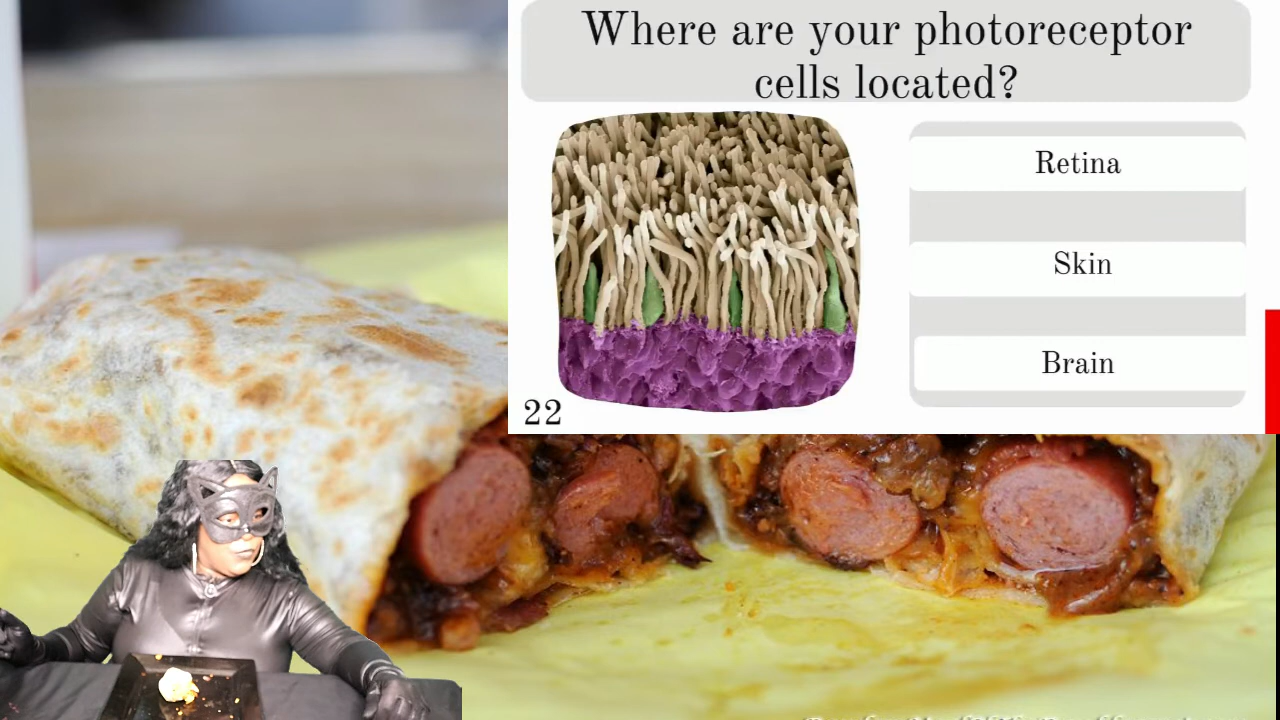 Where are your photoreceptor
cells located?
Retina
Skin
Brain
22